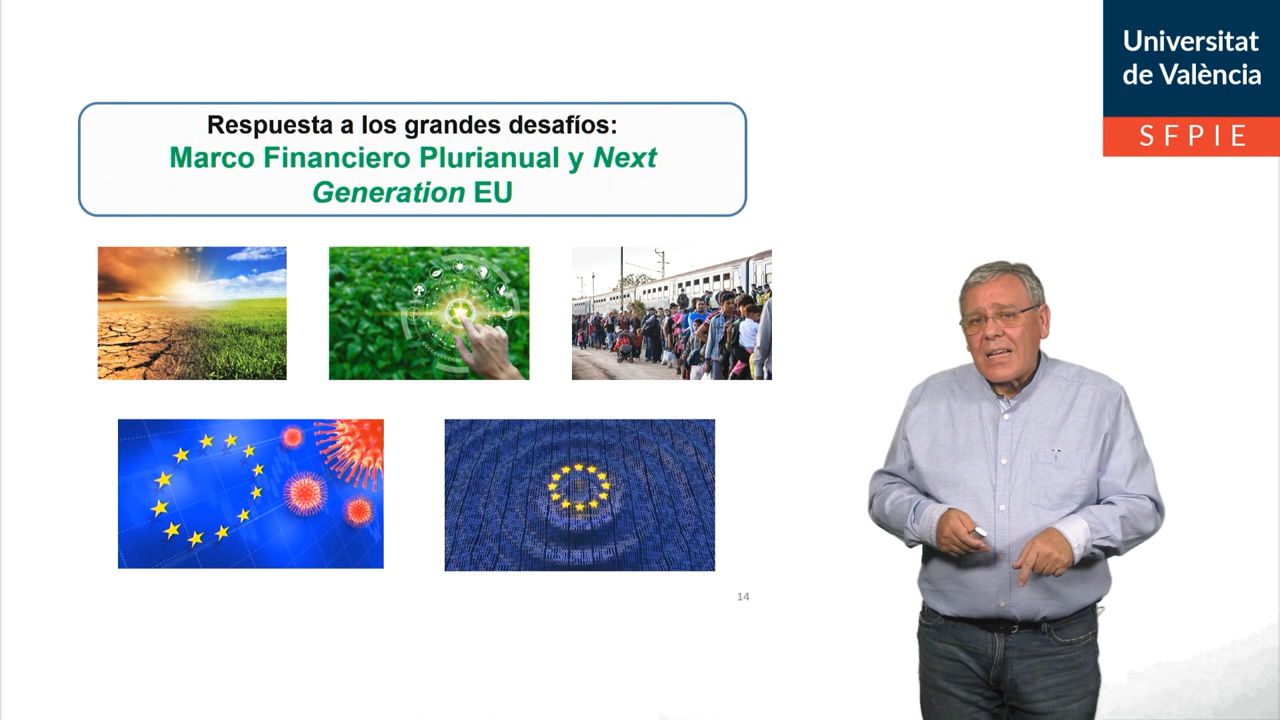 Universitat
de València
SFPIE
Respuesta a los grandes desafíos:
Marco Financiero Plurianual y Next
Generation EU
14